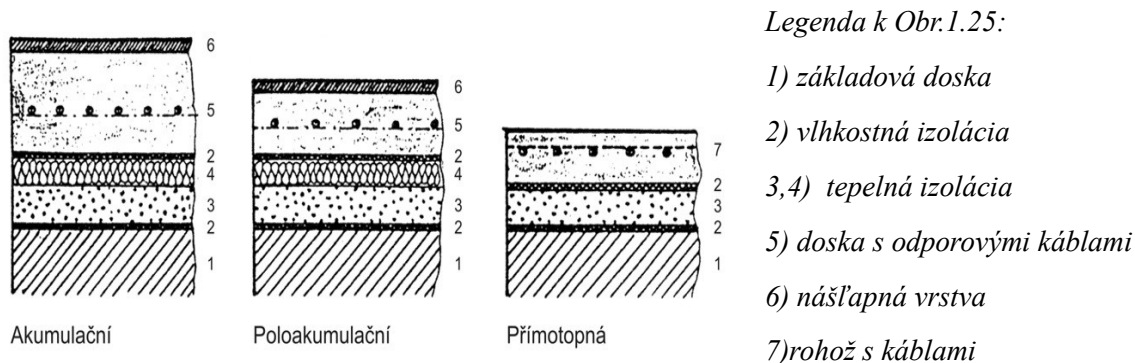 6
5
2
4
3
2
1
Akumulační
6
5
2
4
3
2
1
Poloakumulační
7
2
3
2
1
Přímotopná
Legenda k Obr.1.25:
1) základová doska
2) vlhkostná izolácia
3,4) tepelná izolácia
5) doska s odporovými káblami
6) nášľapná vrstva
7)rohož s káblami